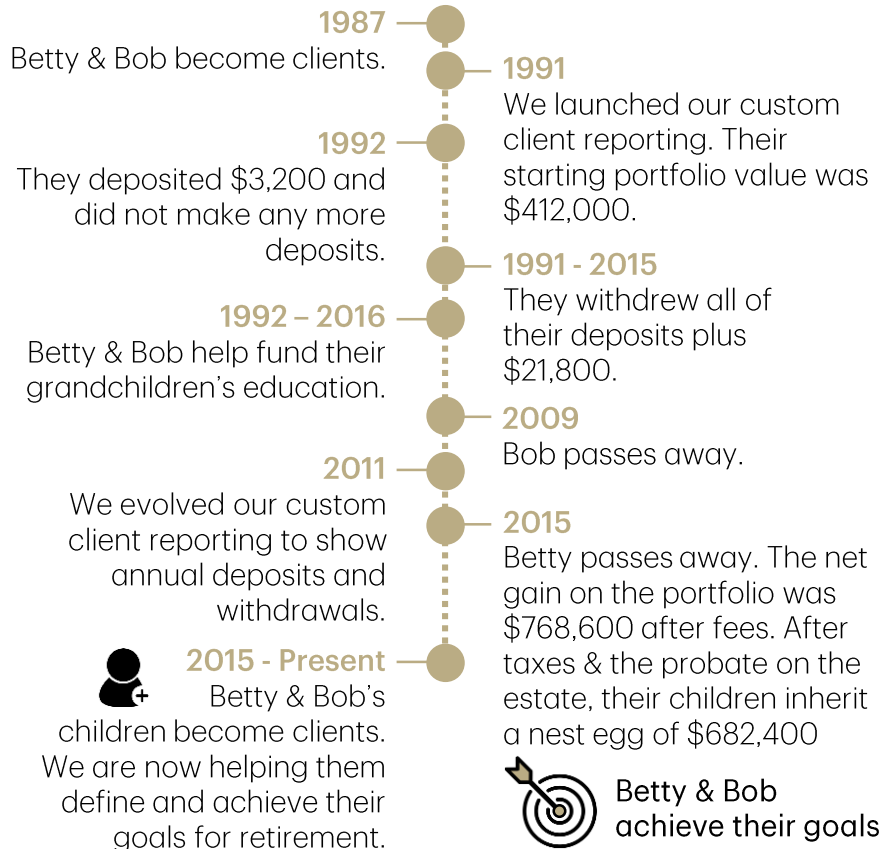 1987
Betty & Bob become clients.
1991
We launched our custom
client reporting. Their
starting portfolio value was
$412,000.
1992
They deposited $3,200 and
did not make any more
deposits.
1991 - 2015
They withdrew all of
their deposits plus
$21,800.
1992 – 2016
Betty & Bob help fund their
grandchildren’s education.
2009
Bob passes away.
2011
We evolved our custom
client reporting to show
annual deposits and
withdrawals.
2015
Betty passes away. The net
gain on the portfolio was
$768,600 after fees. After
taxes & the probate on the
estate, their children inherit
a nest egg of $682,400
2015 - Present
Betty & Bob’s
children become clients.
We are now helping them
define and achieve their
goals for retirement.
Betty & Bob
achieve their goals